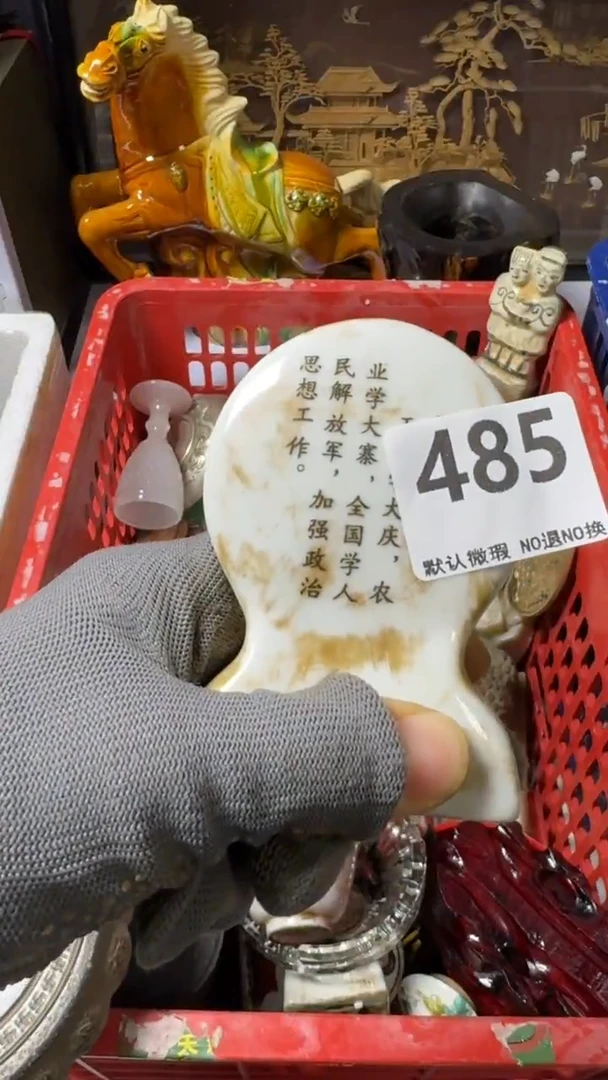 大庆，农
业学大寨，全国学人
民解放军，加强政治
思想工作。
485
默认微瑕 NO退NO换
天